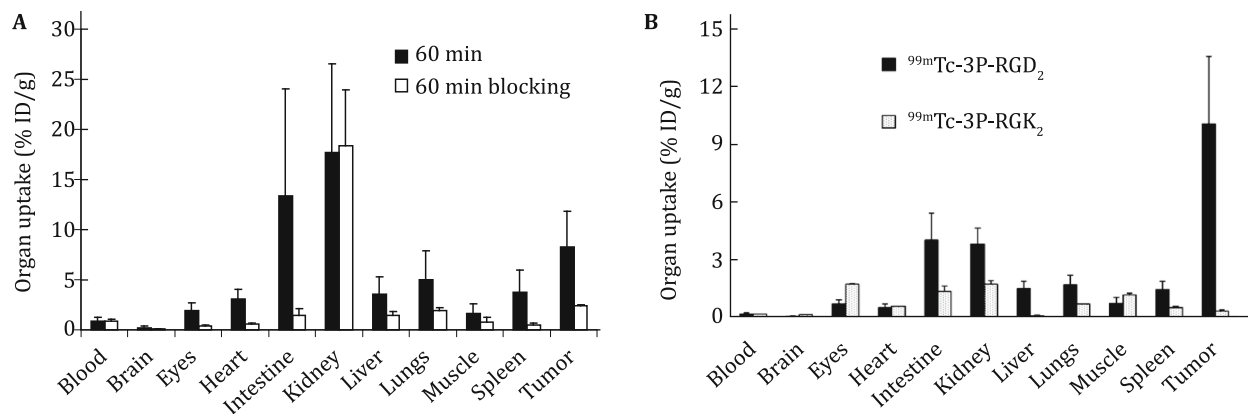 A
Organ uptake (% ID/g)
30
25
20
15
10
5
0
60 min
60 min blocking
Blood
Brain
Eyes
Heart
Intestine
Kidney
Liver
Lungs
Muscle
Spleen
Tumor
B
Organ uptake (% ID/g)
15
12
9
6
3
0
⁹⁹ᵐTc-3P-RGD₂
⁹⁹ᵐTc-3P-RGK₂
Blood
Brain
Eyes
Heart
Intestine
Kidney
Liver
Lungs
Muscle
Spleen
Tumor